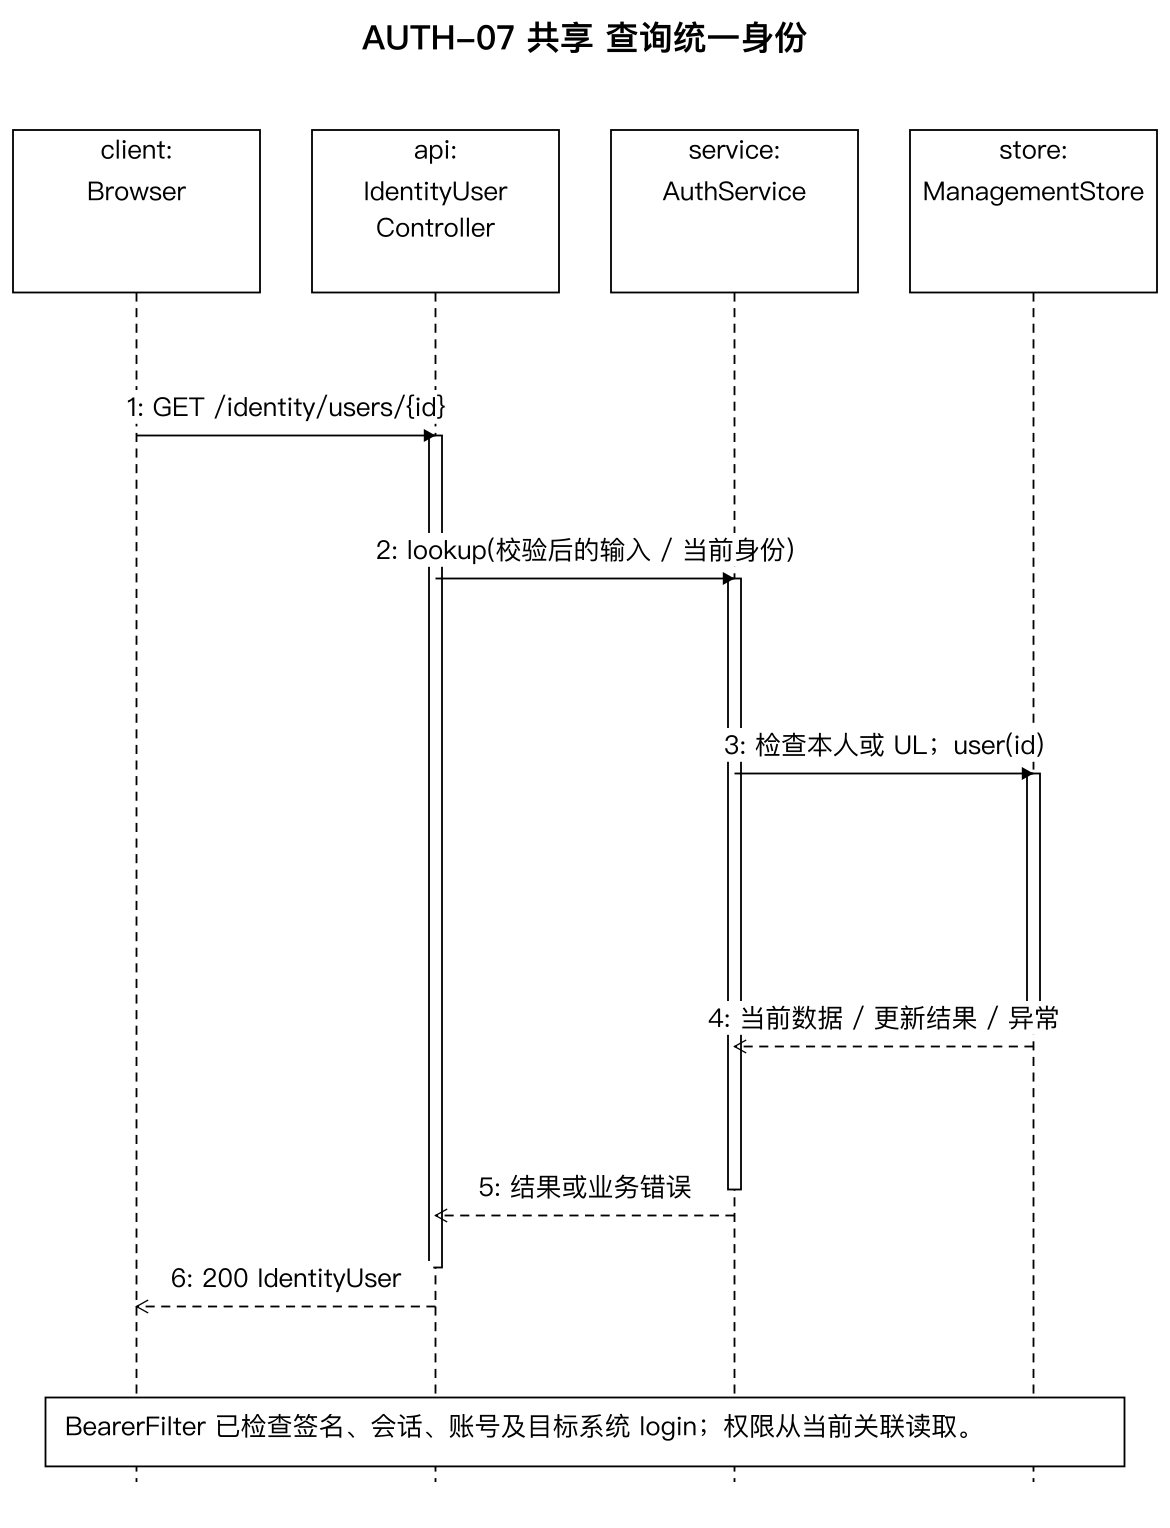 AUTH-07 共享 查询统一身份
client:
Browser
api:
IdentityUser
Controller
service:
AuthService
store:
ManagementStore
1: GET /identity/users/{id}
2: lookup(校验后的输入 / 当前身份)
3: 检查本人或 UL；user(id)
4: 当前数据 / 更新结果 / 异常
5: 结果或业务错误
6: 200 IdentityUser
BearerFilter 已检查签名、会话、账号及目标系统 login；权限从当前关联读取。